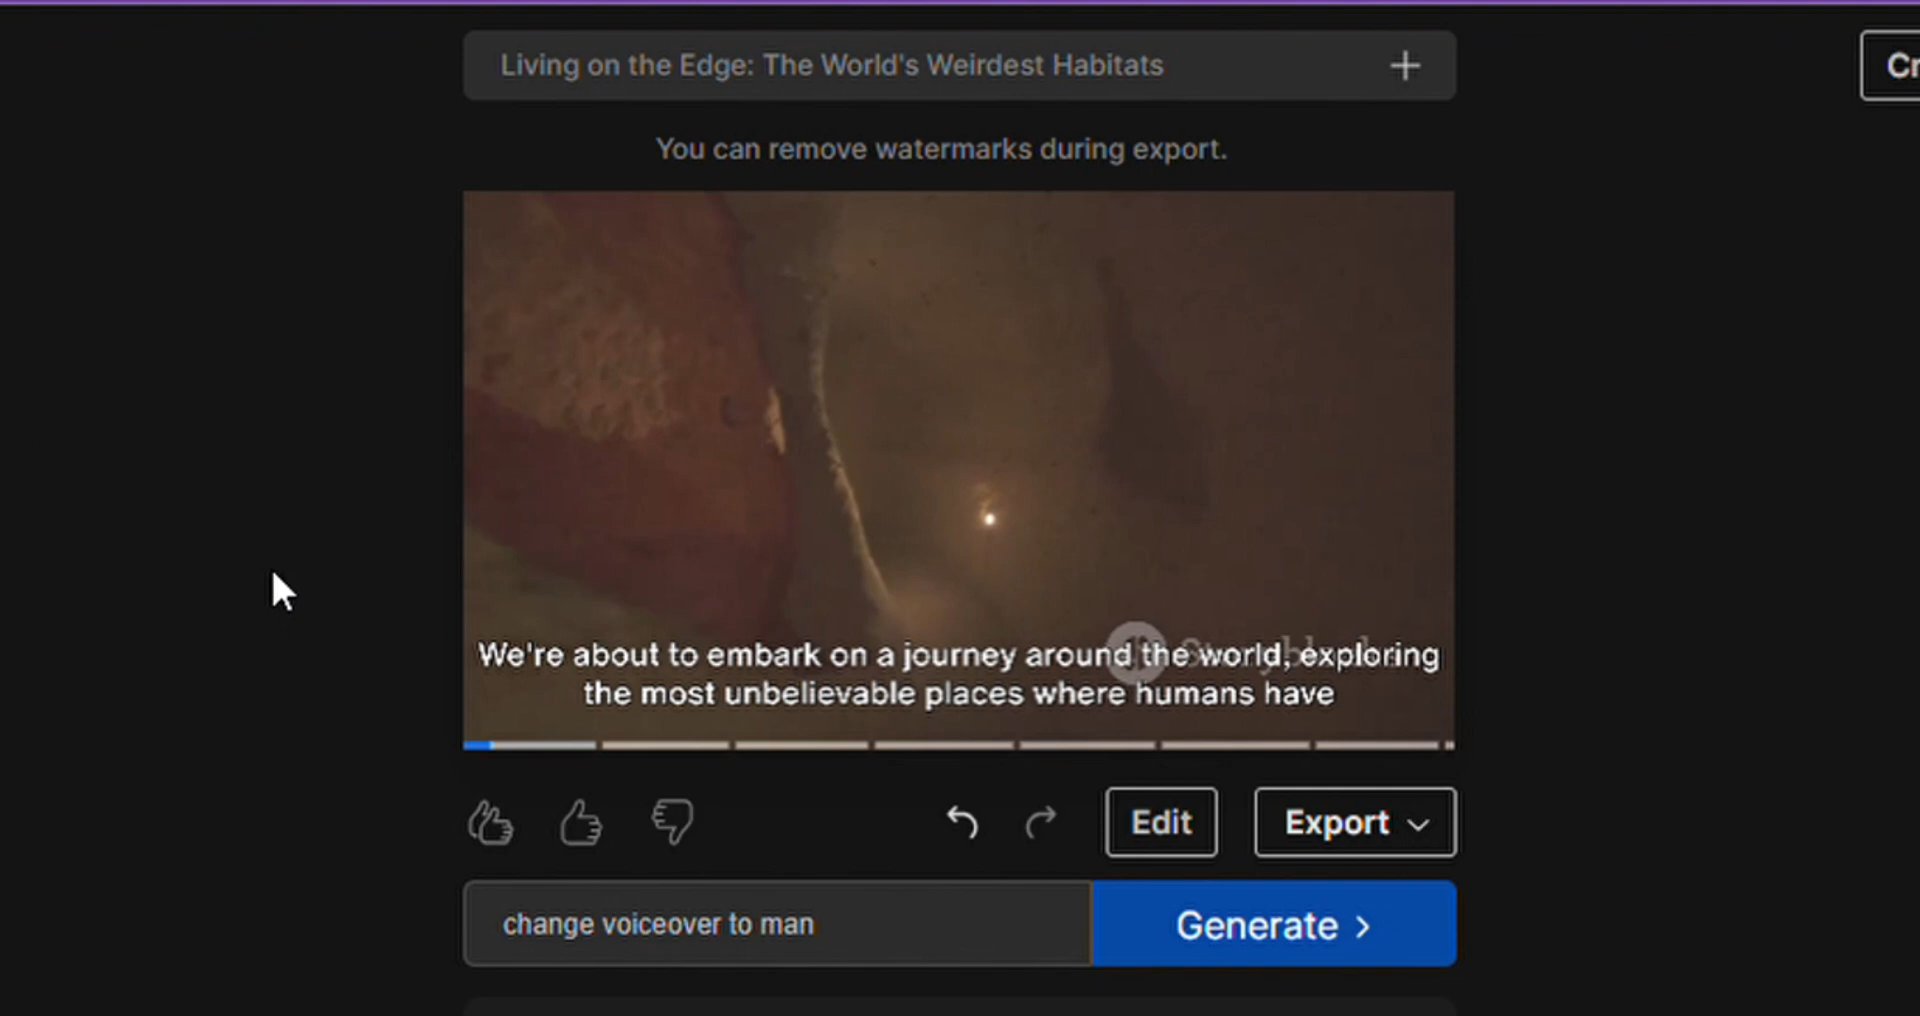 Living on the Edge: The World's Weirdest Habitats
Cr
You can remove watermarks during export.
We're about to embark on a journey around the world, exploring
the most unbelievable places where humans have
Edit
Export
change voiceover to man
Generate